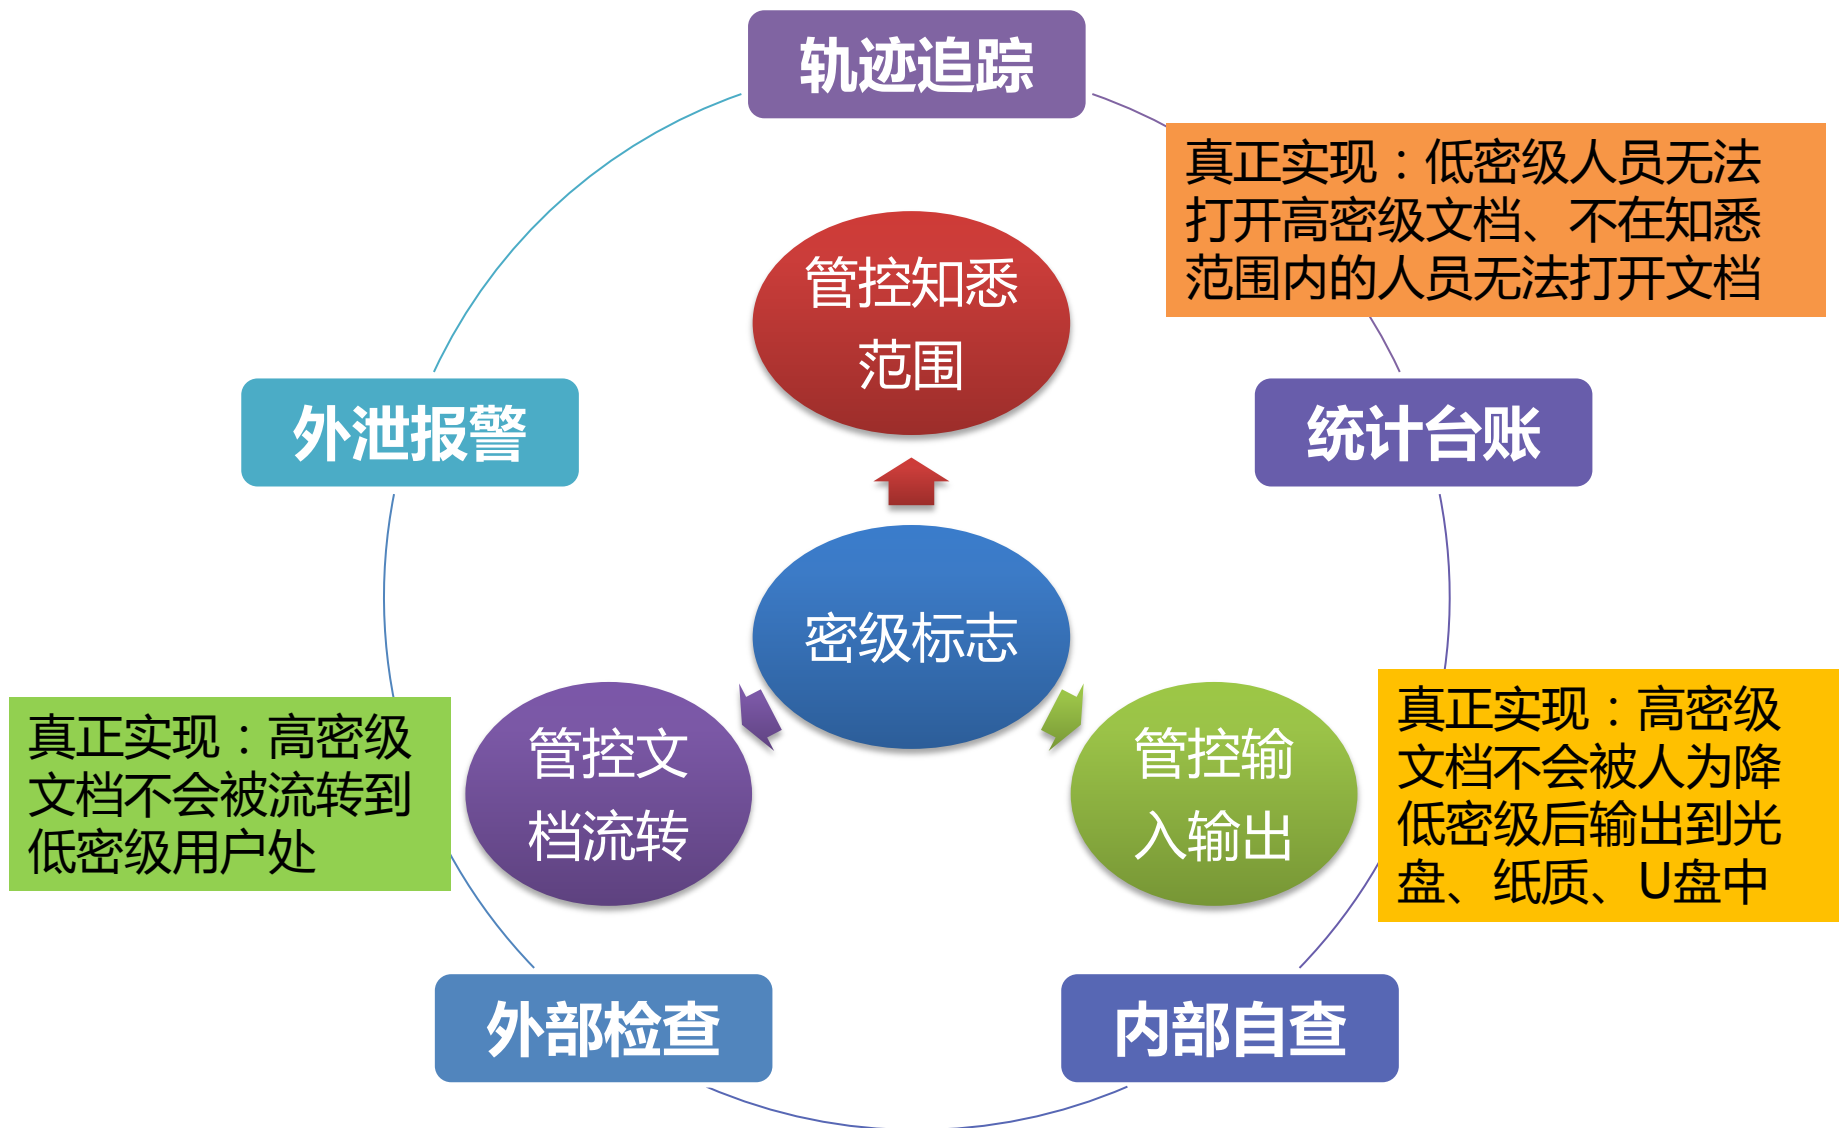 轨迹追踪
真正实现：低密级人员无法
打开高密级文档、不在知悉
范围内的人员无法打开文档
管控知悉
范围
外泄报警
统计台账
密级标志
真正实现：高密级
文档不会被流转到
低密级用户处
管控文
档流转
管控输
入输出
真正实现：高密级
文档不会被人为降
低密级后输出到光
盘、纸质、U盘中
外部检查
内部自查